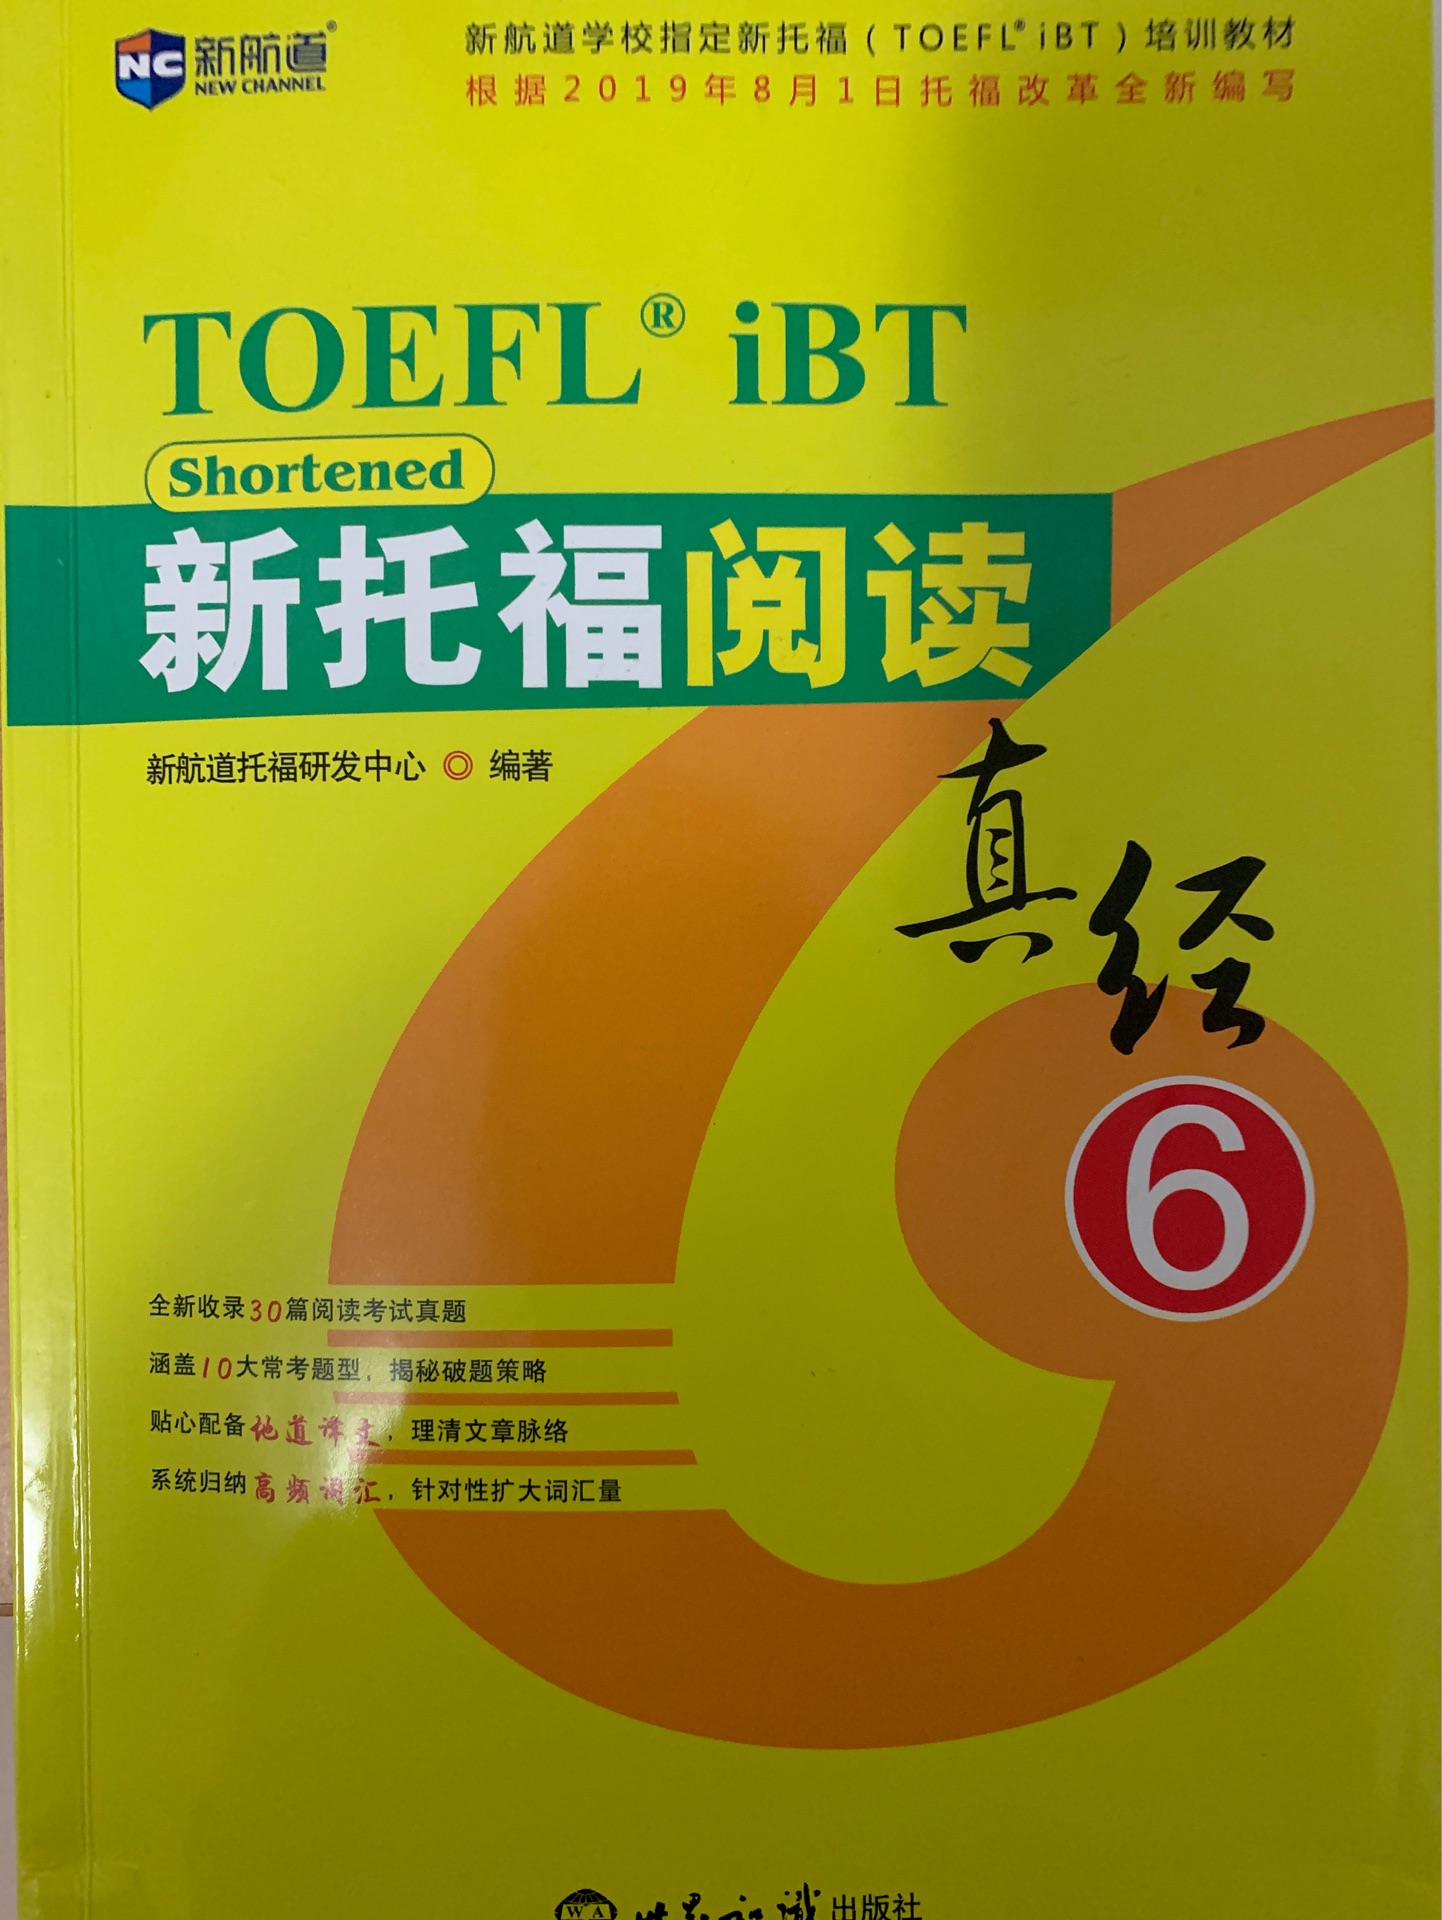 NC 新航道®
NEW CHANNEL
新航道学校指定新托福（TOEFL® iBT）培训教材
根据2019年8月1日托福改革全新编写
TOEFL® iBT
Shortened
新托福阅读
真经
6
新航道托福研发中心 ◎ 编著
全新收录30篇阅读考试真题
涵盖10大常考题型，揭秘破题策略
贴心配备地道译文，理清文章脉络
系统归纳高频词汇，针对性扩大词汇量
WA 世界知识出版社